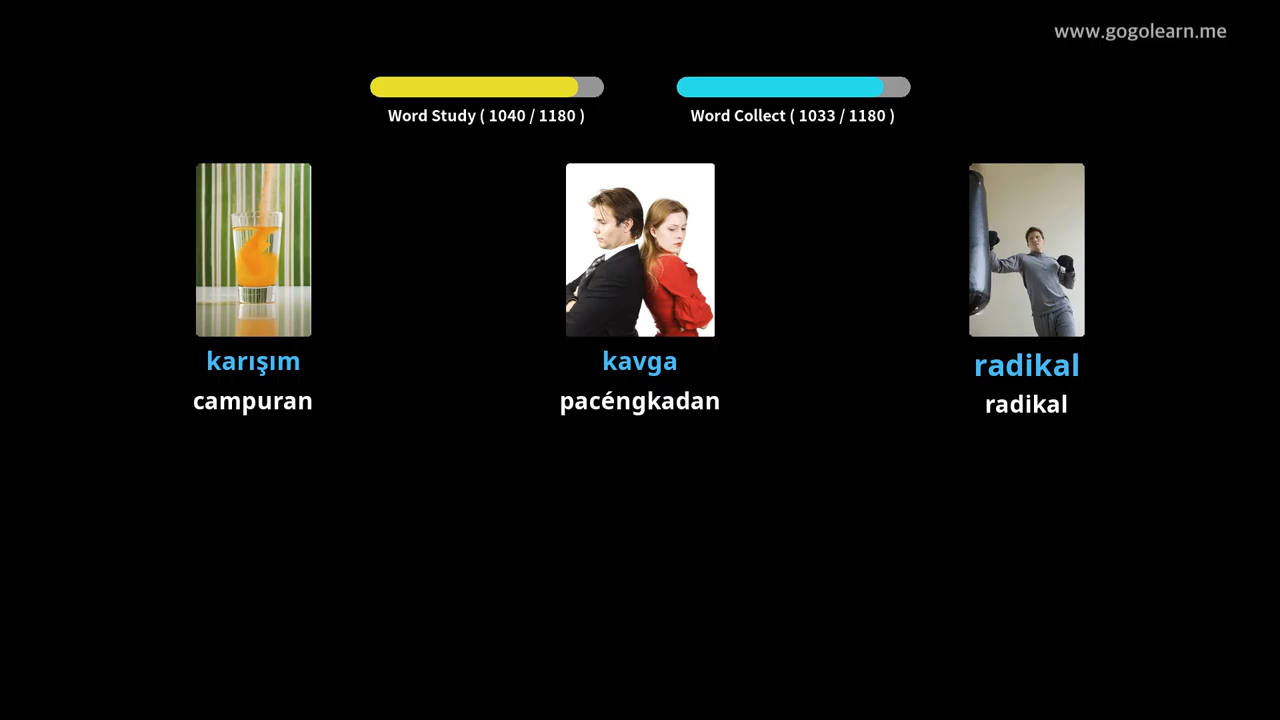 www.gogolearn.me
Word Study ( 1040 / 1180 )
Word Collect ( 1033 / 1180 )
karışım
kavga
radikal
campuran
pacéngkadan
radikal